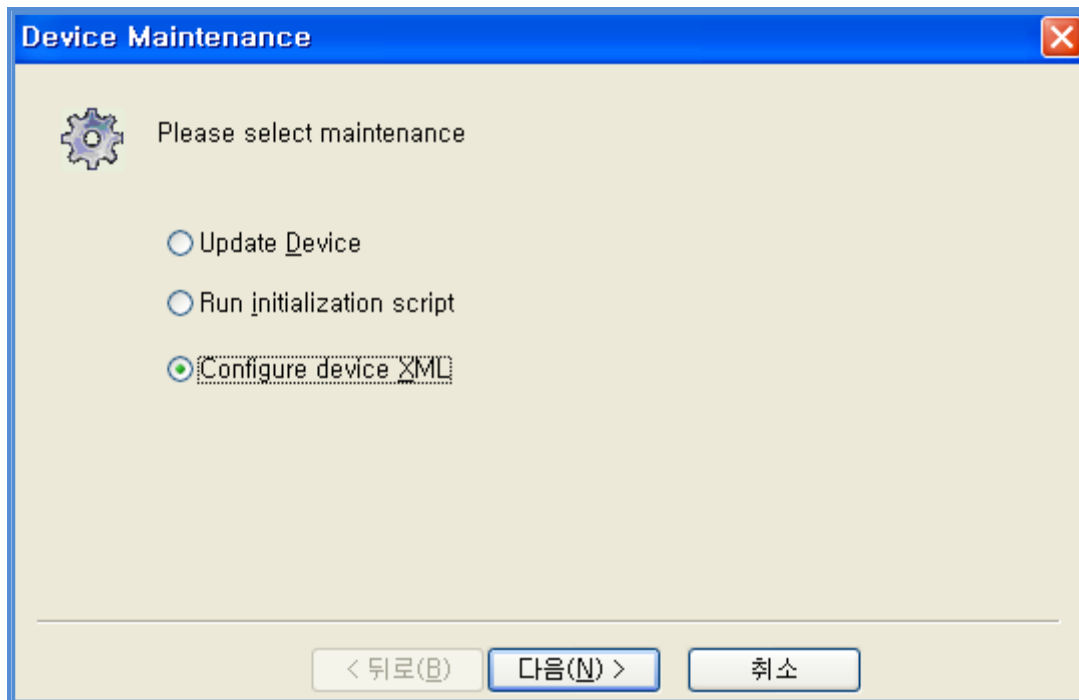 Device Maintenance
Please select maintenance
Update Device
Run initialization script
Configure device XML
< 뒤로(B) 다음(N) > 취소